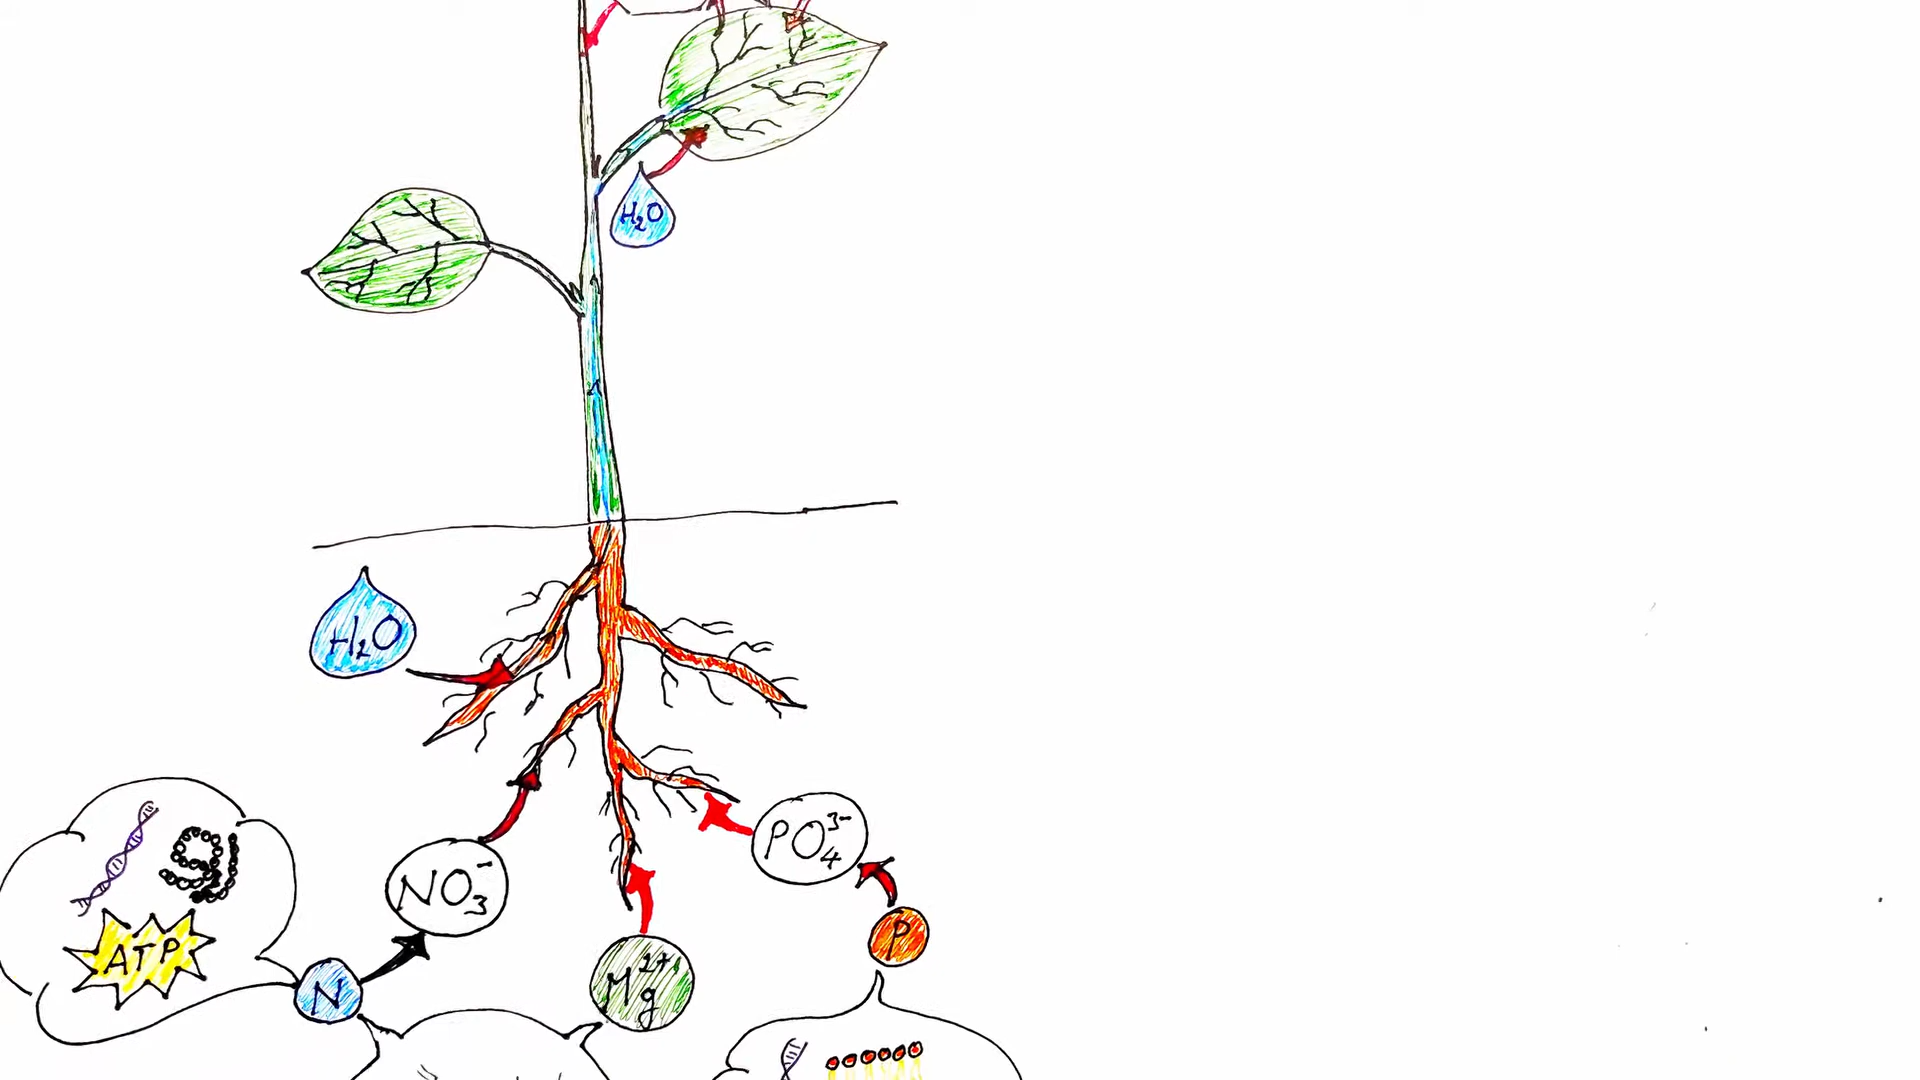 H₂O
H₂O
PO₄³⁻
NO₃⁻
P
ATP
Mg²⁺
N